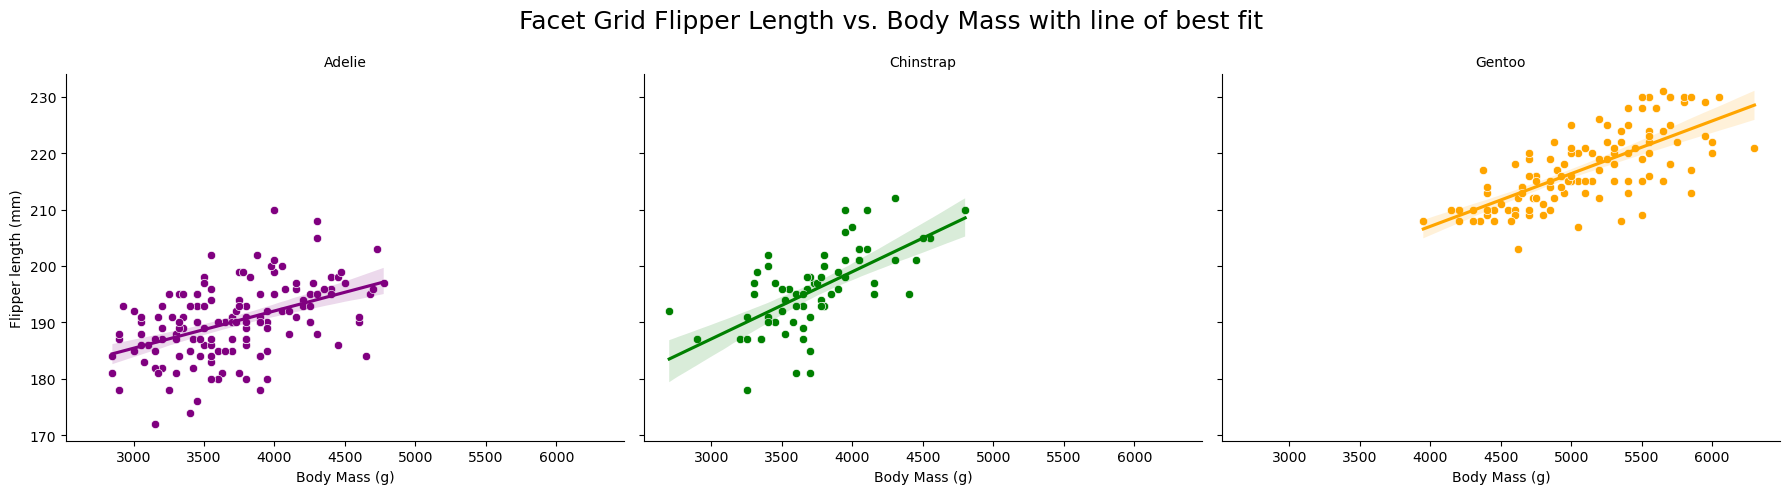 Facet Grid Flipper Length vs. Body Mass with line of best fit
Adelie
Chinstrap
Gentoo
Flipper length (mm)
230
220
210
200
190
180
170
3000 3500 4000 4500 5000 5500 6000
3000 3500 4000 4500 5000 5500 6000
3000 3500 4000 4500 5000 5500 6000
Body Mass (g)
Body Mass (g)
Body Mass (g)